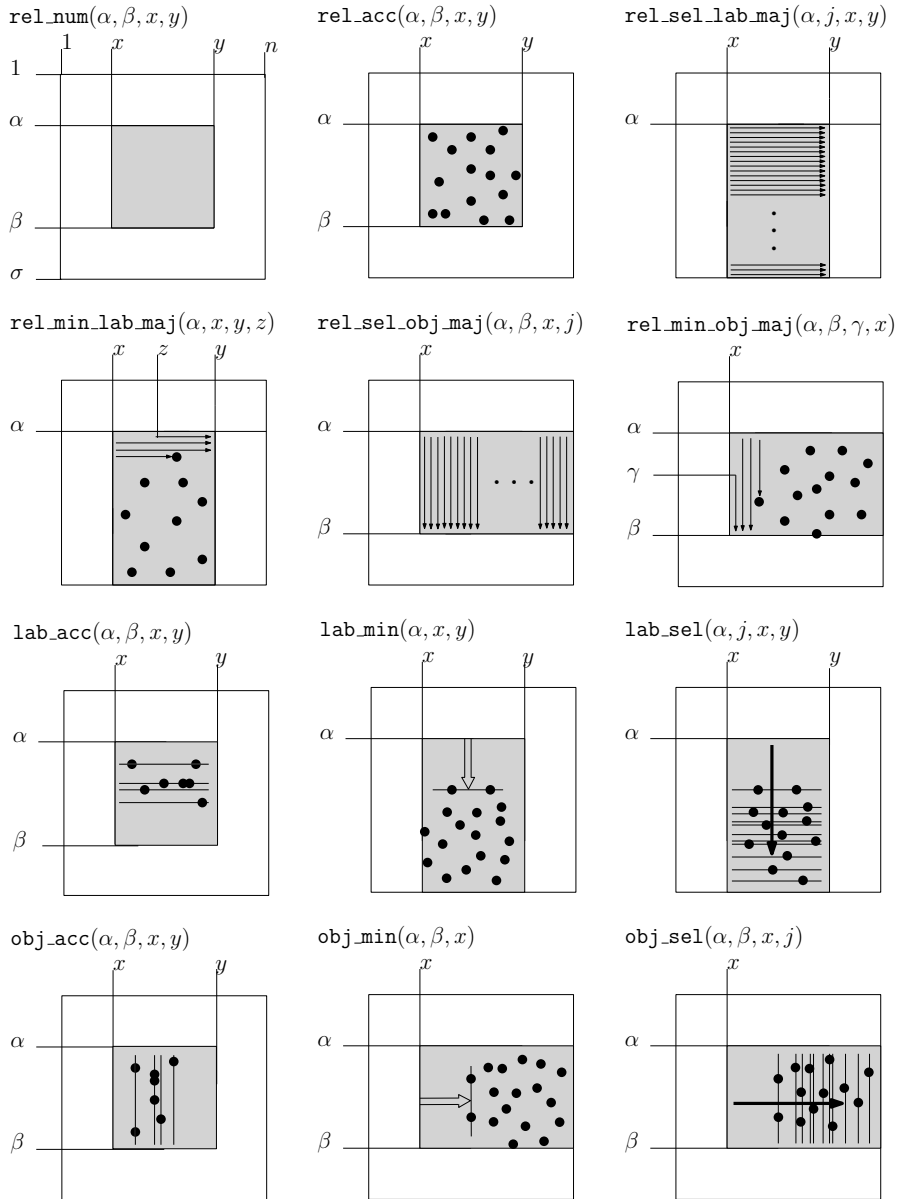 rel_num(α, β, x, y) rel_acc(α, β, x, y) rel_sel_lab_maj(α, j, x, y)
1 x y n x y x y
1
α α α
β β
σ
rel_min_lab_maj(α, x, y, z) rel_sel_obj_maj(α, β, x, j) rel_min_obj_maj(α, β, γ, x)
x z y x x
α α
γ
β β
lab_acc(α, β, x, y) lab_min(α, x, y) lab_sel(α, j, x, y)
x y x y x y
α α α
β
obj_acc(α, β, x, y) obj_min(α, β, x) obj_sel(α, β, x, j)
x y x x
α α α
β β β